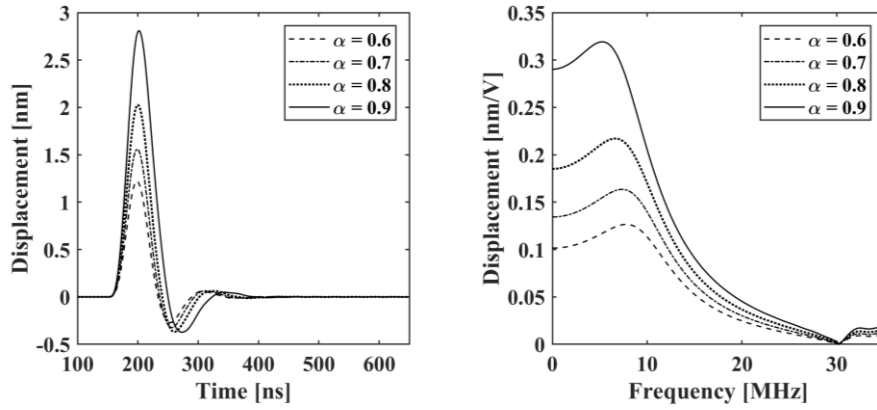 Displacement [nm]
3
2.5
2
1.5
1
0.5
0
-0.5
100 200 300 400 500 600
Time [ns]
α = 0.6
α = 0.7
α = 0.8
α = 0.9
Displacement [nm/V]
0.35
0.3
0.25
0.2
0.15
0.1
0.05
0
0 10 20 30
Frequency [MHz]
α = 0.6
α = 0.7
α = 0.8
α = 0.9